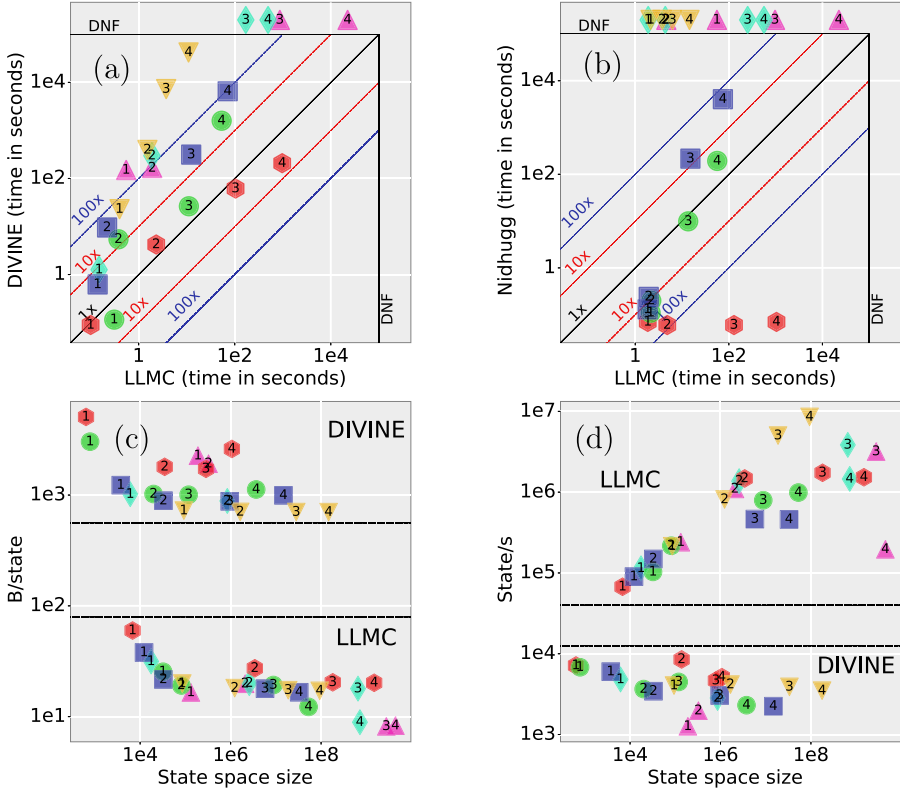 DNF
(a)
1e4
1e2
1
DIVINE (time in seconds)
100x
10x
1x
10x
100x
DNF
1
1e2
1e4
LLMC (time in seconds)
DNF
(b)
1e4
1e2
1
Nidhugg (time in seconds)
100x
10x
1x
10x
100x
DNF
1
1e2
1e4
LLMC (time in seconds)
(c)
DIVINE
1e3
1e2
1e1
B/state
LLMC
1e4
1e6
1e8
State space size
(d)
LLMC
1e7
1e6
1e5
1e4
1e3
State/s
DIVINE
1e4
1e6
1e8
State space size